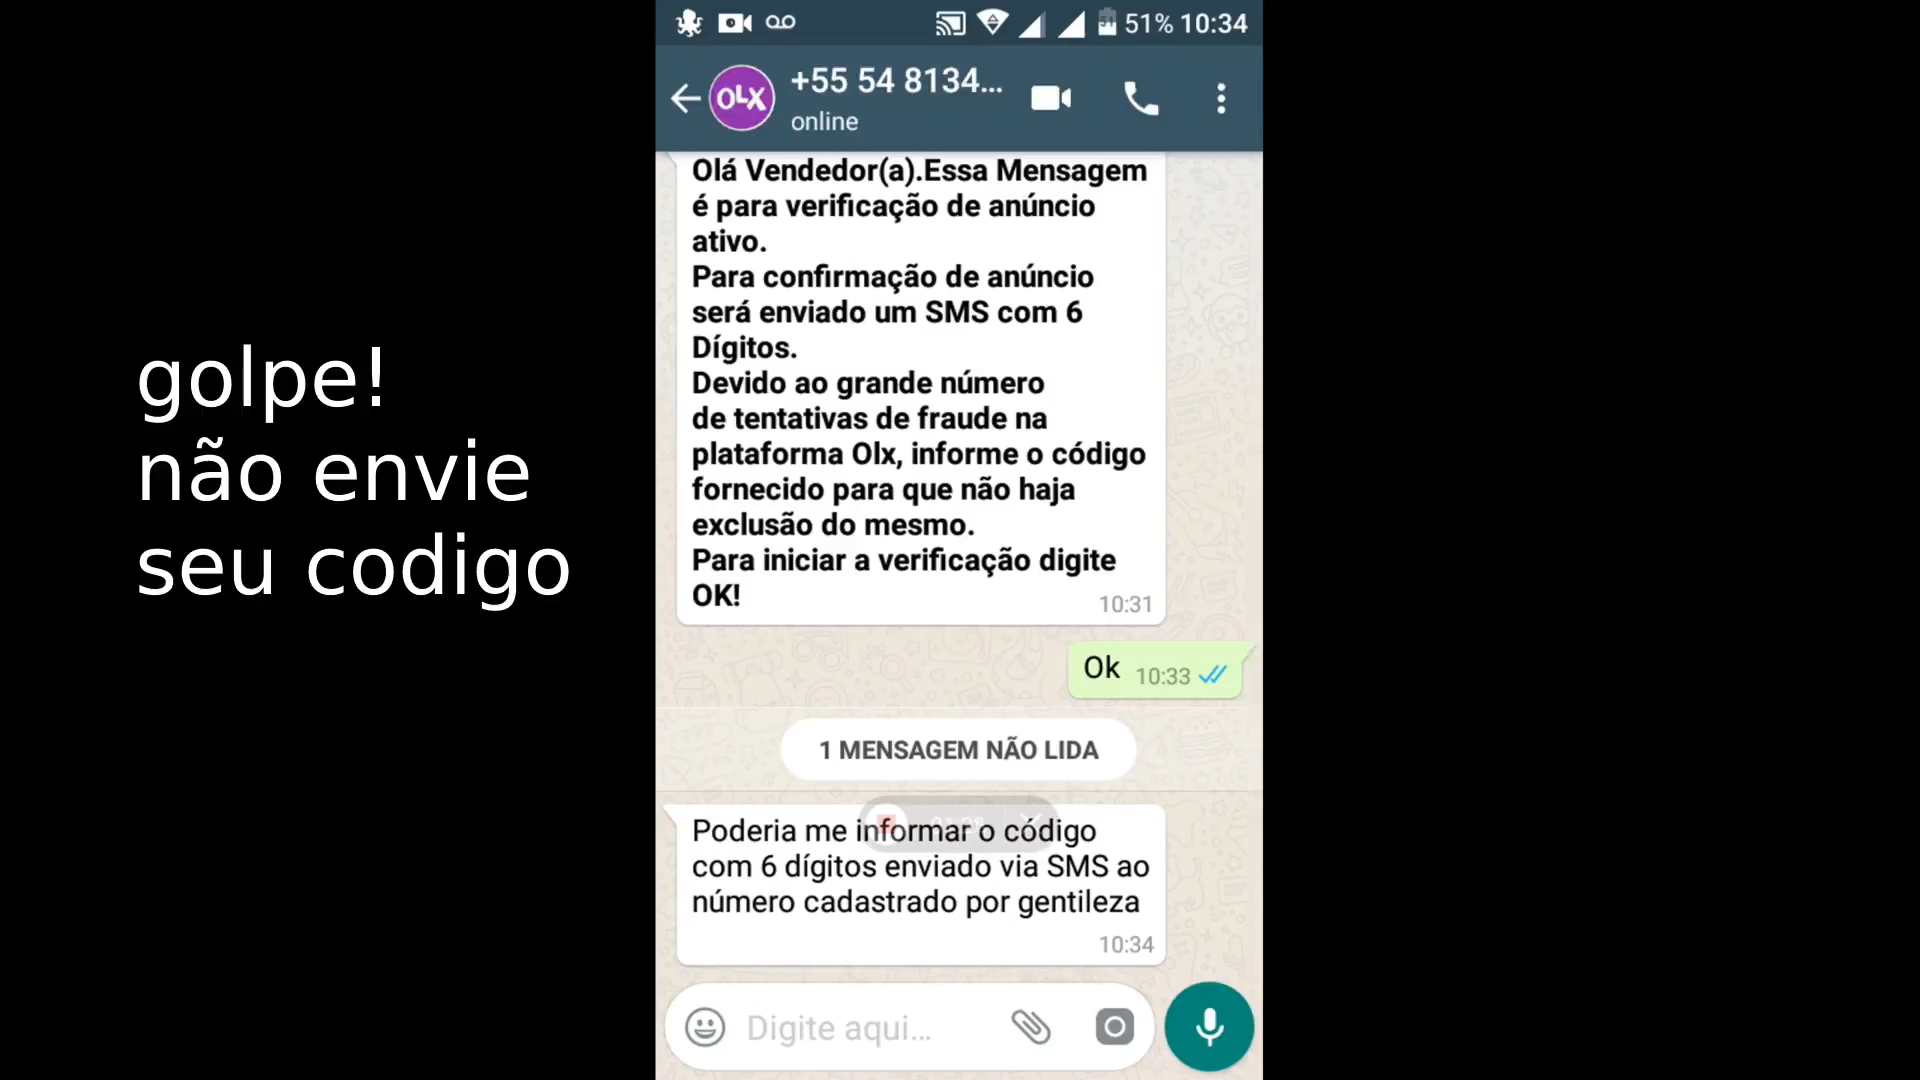 51% 10:34
OLX
+55 54 8134...
online
Olá Vendedor(a).Essa Mensagem
é para verificação de anúncio
ativo.
Para confirmação de anúncio
será enviado um SMS com 6
Dígitos.
Devido ao grande número
de tentativas de fraude na
plataforma Olx, informe o código
fornecido para que não haja
exclusão do mesmo.
Para iniciar a verificação digite
OK!
10:31
golpe!
não envie
seu codigo
Ok 10:33
1 MENSAGEM NÃO LIDA
Poderia me informar o código
com 6 dígitos enviado via SMS ao
número cadastrado por gentileza
10:34
Digite aqui...